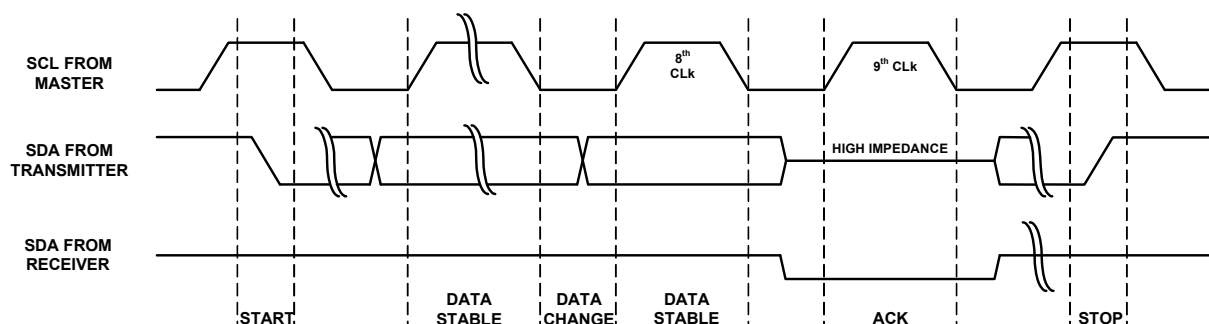 SCL FROM
MASTER
8th
CLk
9th CLk
SDA FROM
TRANSMITTER
HIGH IMPEDANCE
SDA FROM
RECEIVER
START
DATA
STABLE
DATA
CHANGE
DATA
STABLE
ACK
STOP